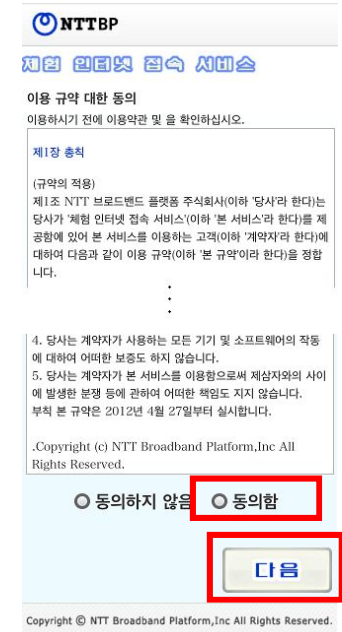 NTTBP
체험 인터넷 접속 서비스
이용 규약 대한 동의
이용하시기 전에 이용약관 및 을 확인하십시오.
제1장 총칙
(규약의 적용)
제1조 NTT 브로드밴드 플랫폼 주식회사(이하 '당사'라 한다)는
당사가 '체험 인터넷 접속 서비스'(이하 '본 서비스'라 한다)를 제
공함에 있어 본 서비스를 이용하는 고객(이하 '계약자'라 한다)에
대하여 다음과 같이 이용 규약(이하 '본 규약'이라 한다)을 정합
니다.
4. 당사는 계약자가 사용하는 모든 기기 및 소프트웨어의 작동
에 대하여 어떠한 보증도 하지 않습니다.
5. 당사는 계약자가 본 서비스를 이용함으로써 제삼자와의 사이
에 발생한 분쟁 등에 관하여 어떠한 책임도 지지 않습니다.
부칙 본 규약은 2012년 4월 27일부터 실시합니다.
.Copyright (c) NTT Broadband Platform,Inc All
Rights Reserved.
동의하지 않음 동의함
다음
Copyright © NTT Broadband Platform,Inc All Rights Reserved.